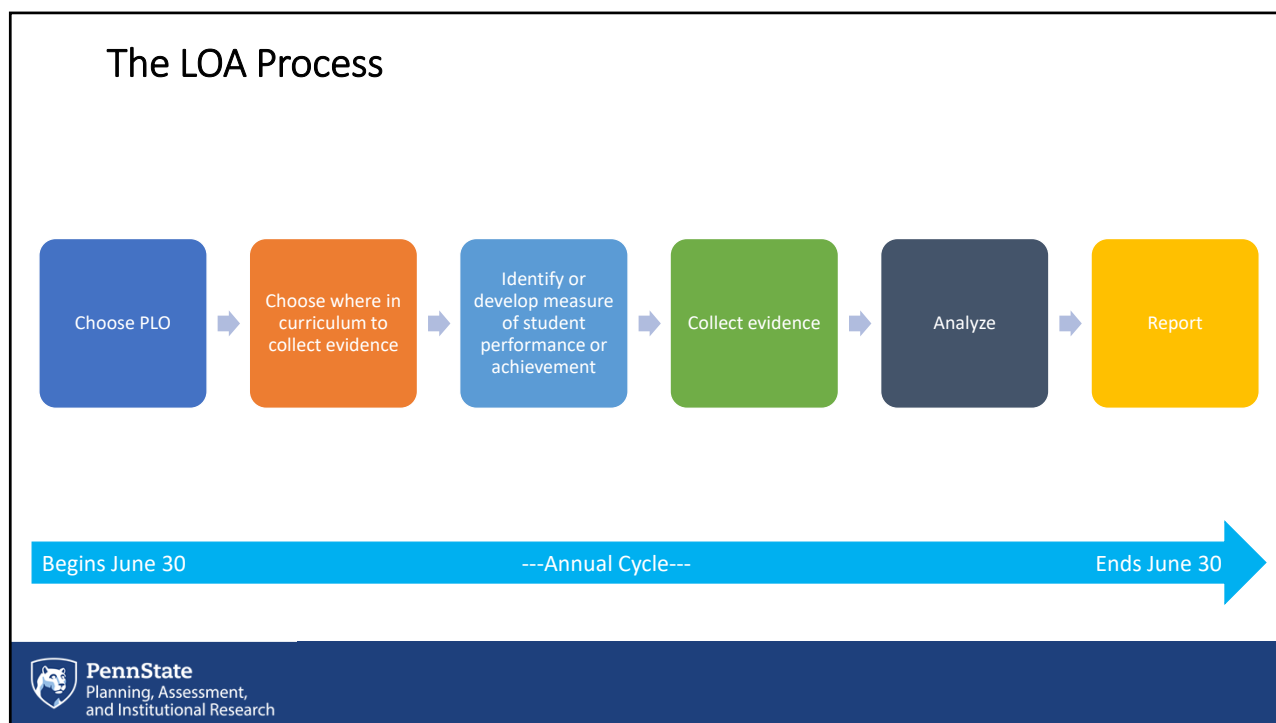 The LOA Process
Choose PLO
Choose where in
curriculum to
collect evidence
Identify or
develop measure
of student
performance or
achievement
Collect evidence
Analyze
Report
Begins June 30
---Annual Cycle---
Ends June 30
PennState
Planning, Assessment,
and Institutional Research